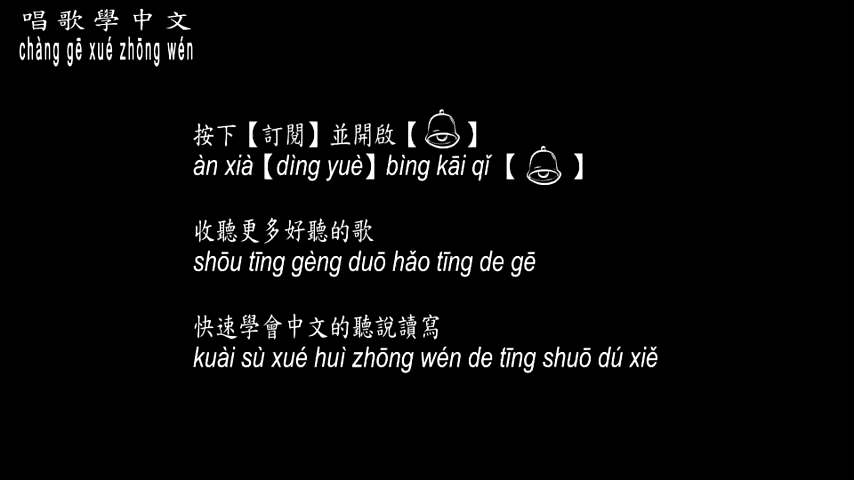 唱歌學中文
chàng gē xué zhōng wén
按下【訂閱】並開啟【】
àn xià【dìng yuè】bìng kāi qǐ【】
收聽更多好聽的歌
shōu tīng gèng duō hǎo tīng de gē
快速學會中文的聽說讀寫
kuài sù xué huì zhōng wén de tīng shuō dú xiě